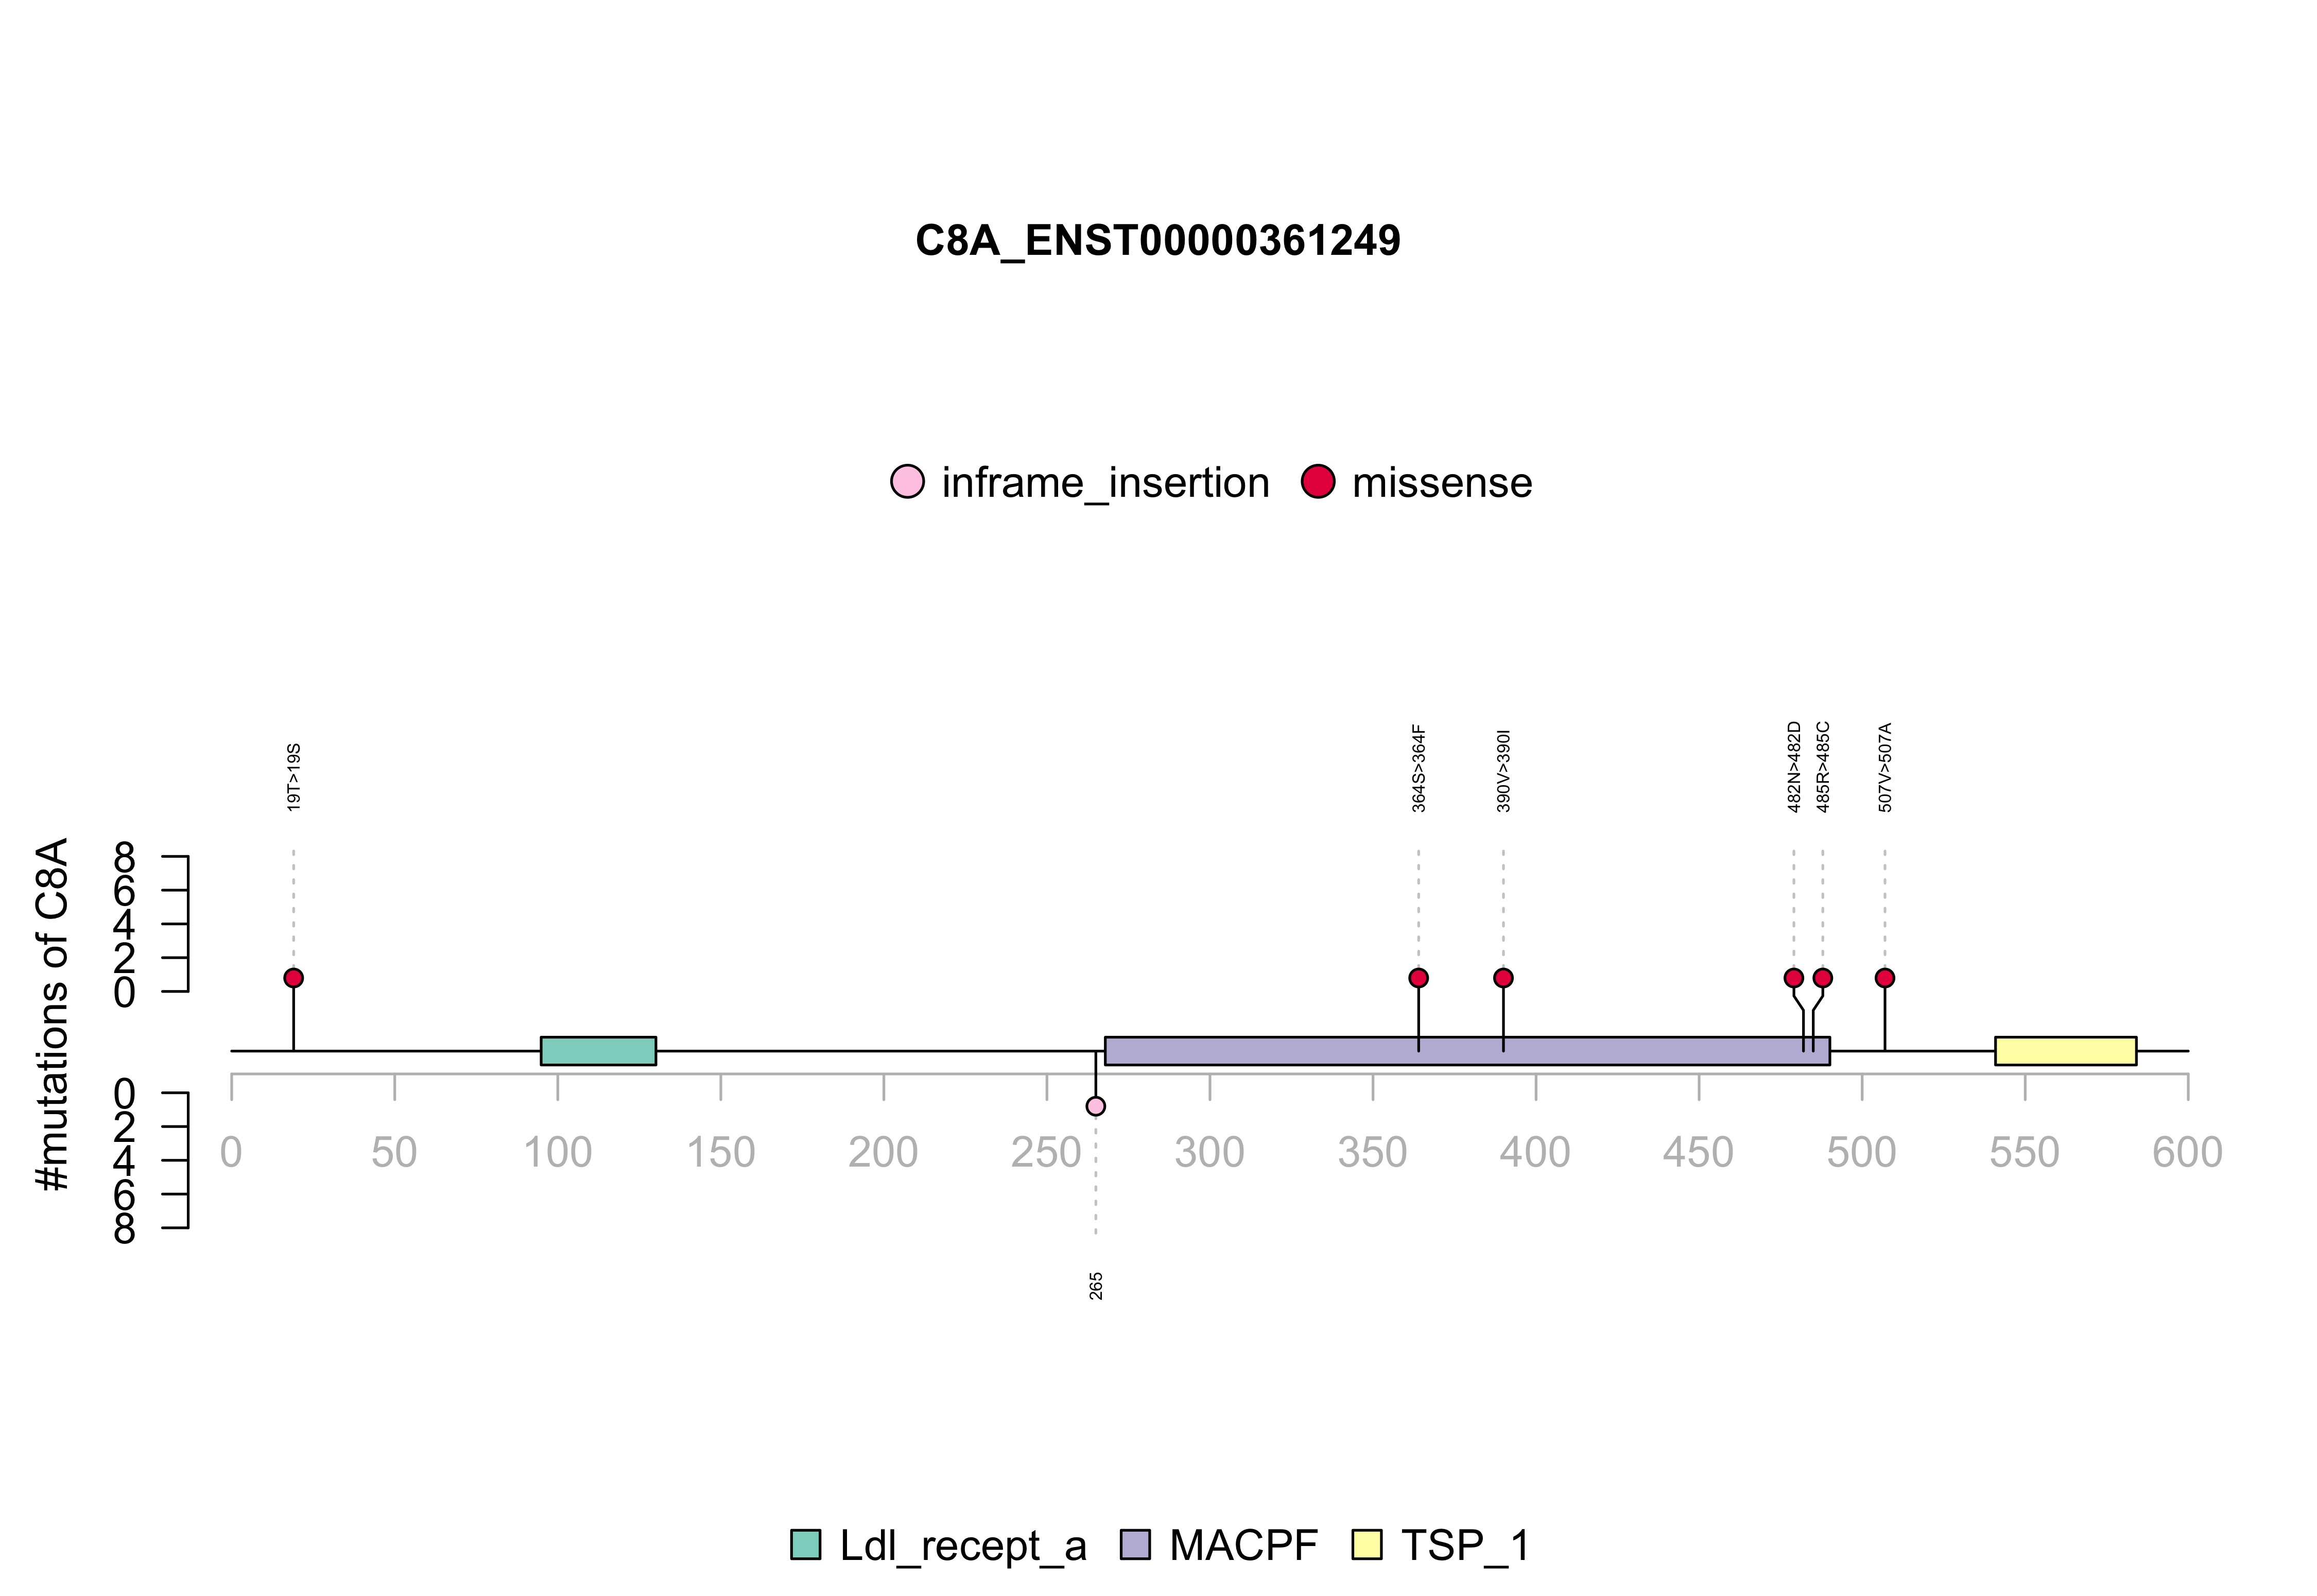 C8A_ENST00000361249
inframe_insertion missense
19T>19S
364S>364F
390V>390I
482N>482D
485R>485C
507V>507A
#mutations of C8A
8
6
4
2
0
0
2
4
6
8
0 50 100 150 200 250 300 350 400 450 500 550 600
265
Ldl_recept_a MACPF TSP_1